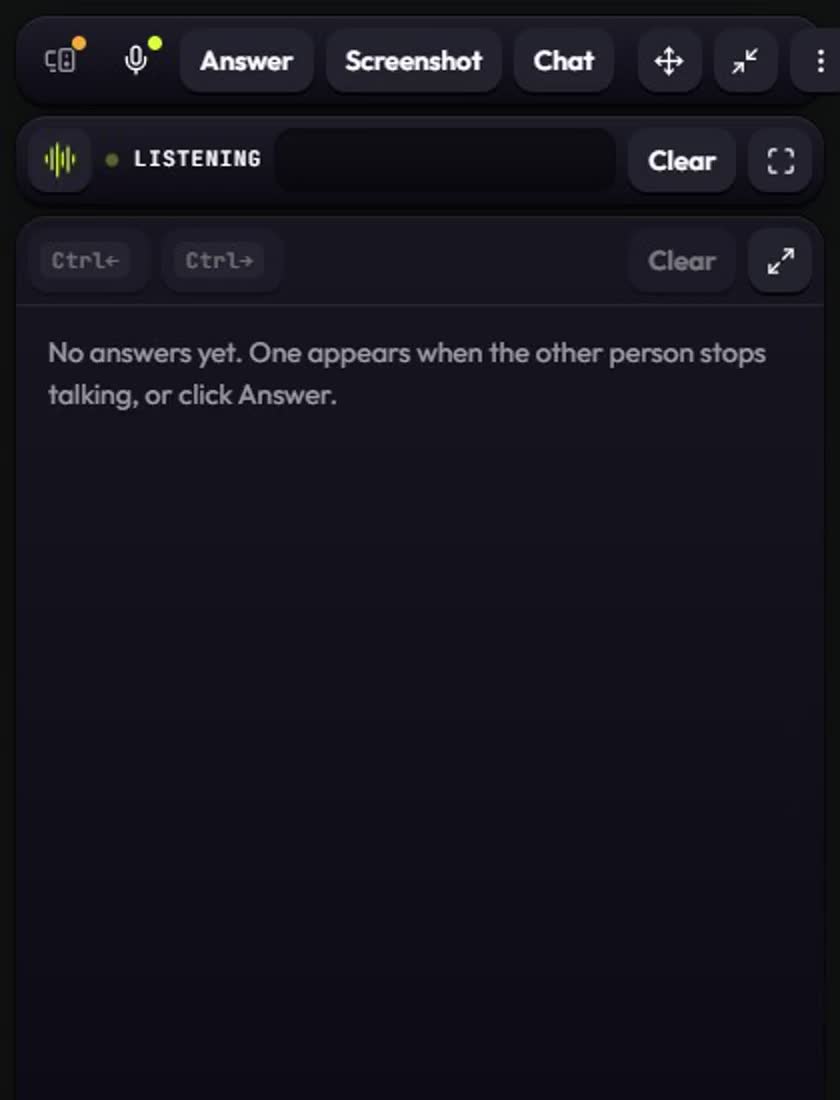 Answer Screenshot Chat
LISTENING Clear
Ctrl← Ctrl→ Clear
No answers yet. One appears when the other person stops
talking, or click Answer.